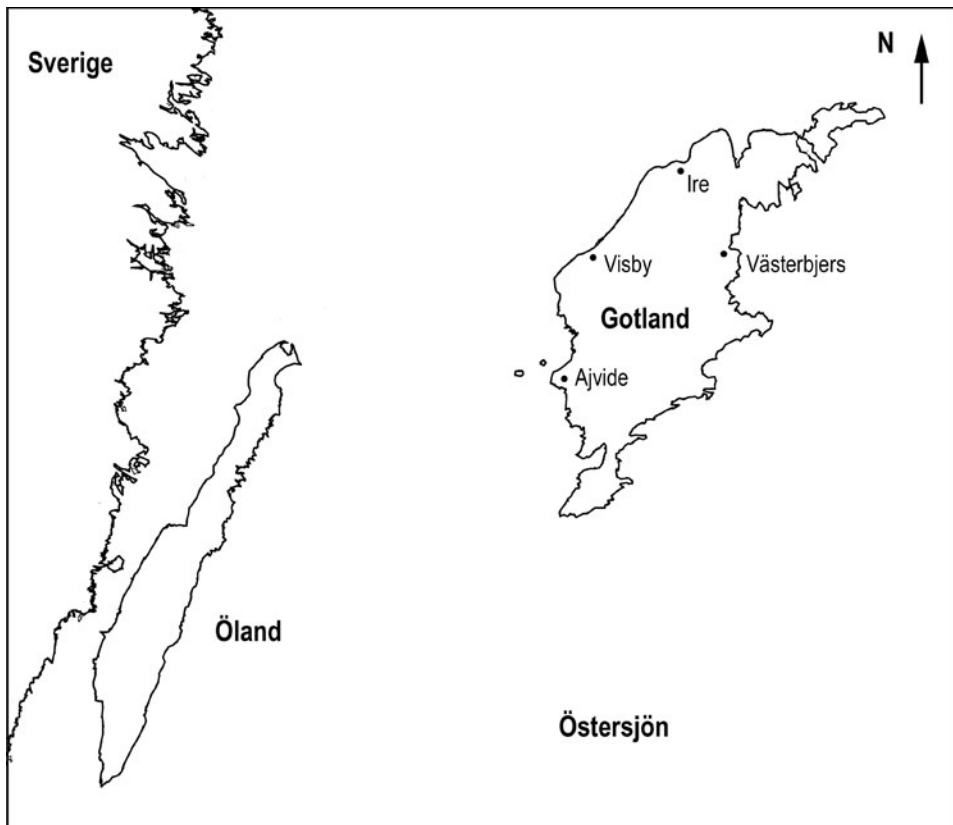 N
Sverige
Ire
Visby
Västerbjers
Gotland
Ajvide
Öland
Östersjön